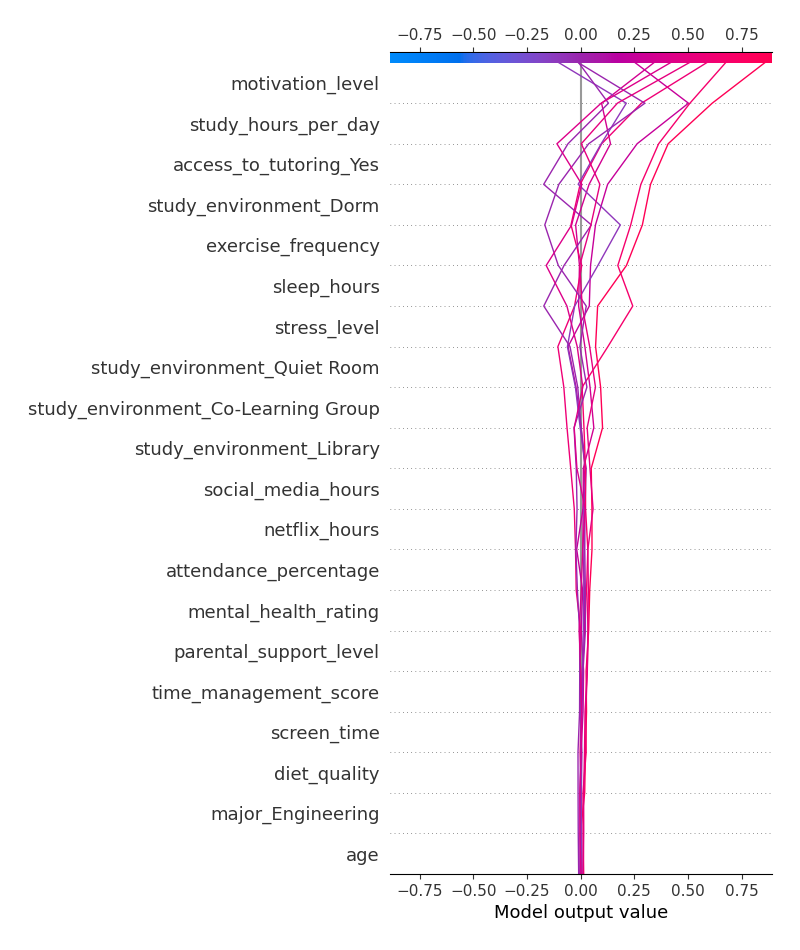 −0.75 −0.50 −0.25 0.00 0.25 0.50 0.75
motivation_level
study_hours_per_day
access_to_tutoring_Yes
study_environment_Dorm
exercise_frequency
sleep_hours
stress_level
study_environment_Quiet Room
study_environment_Co-Learning Group
study_environment_Library
social_media_hours
netflix_hours
attendance_percentage
mental_health_rating
parental_support_level
time_management_score
screen_time
diet_quality
major_Engineering
age
−0.75 −0.50 −0.25 0.00 0.25 0.50 0.75
Model output value